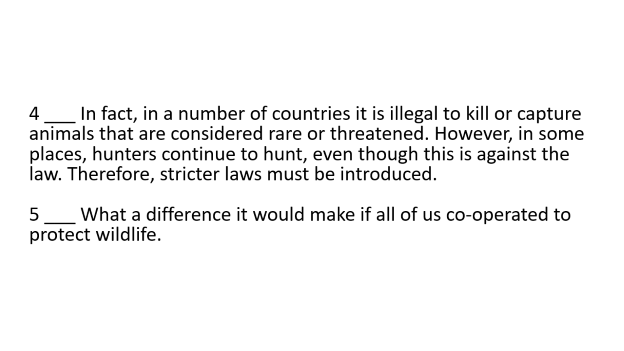 4 ___ In fact, in a number of countries it is illegal to kill or capture
animals that are considered rare or threatened. However, in some
places, hunters continue to hunt, even though this is against the
law. Therefore, stricter laws must be introduced.
5 ___ What a difference it would make if all of us co-operated to
protect wildlife.